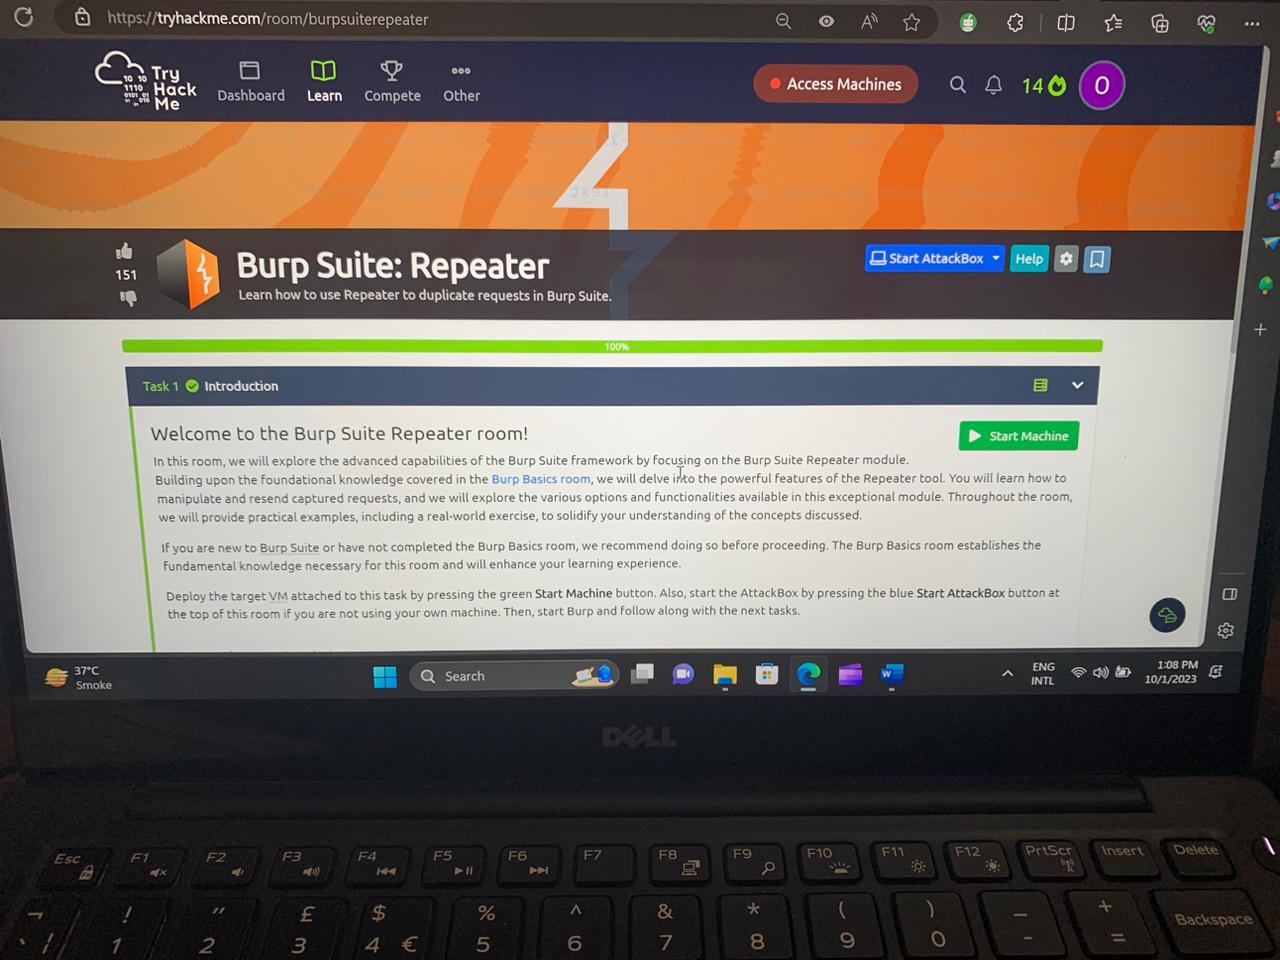 https://tryhackme.com/room/burpsuiterepeater
Try
Hack
Me
10 10
1110
0101 01
Dashboard
Learn
Compete
Other
Access Machines
14
O
151
Burp Suite: Repeater
Learn how to use Repeater to duplicate requests in Burp Suite.
Start AttackBox
Help
100%
Task 1 Introduction
Welcome to the Burp Suite Repeater room!
Start Machine
In this room, we will explore the advanced capabilities of the Burp Suite framework by focusing on the Burp Suite Repeater module.
Building upon the foundational knowledge covered in the Burp Basics room, we will delve into the powerful features of the Repeater tool. You will learn how to
manipulate and resend captured requests, and we will explore the various options and functionalities available in this exceptional module. Throughout the room,
we will provide practical examples, including a real-world exercise, to solidify your understanding of the concepts discussed.
If you are new to Burp Suite or have not completed the Burp Basics room, we recommend doing so before proceeding. The Burp Basics room establishes the
fundamental knowledge necessary for this room and will enhance your learning experience.
Deploy the target VM attached to this task by pressing the green Start Machine button. Also, start the AttackBox by pressing the blue Start AttackBox button at
the top of this room if you are not using your own machine. Then, start Burp and follow along with the next tasks.
37°C
Smoke
Search
W
ENG
INTL
1:08 PM
10/1/2023
DELL
Esc F1 F2 F3 F4 F5 F6 F7 F8 F9 F10 F11 F12 PrtScr Insert Delete
¬ ! " £ $ % ^ & * ( ) _ + Backspace
` ¦ 1 2 3 4 € 5 6 7 8 9 0 - =